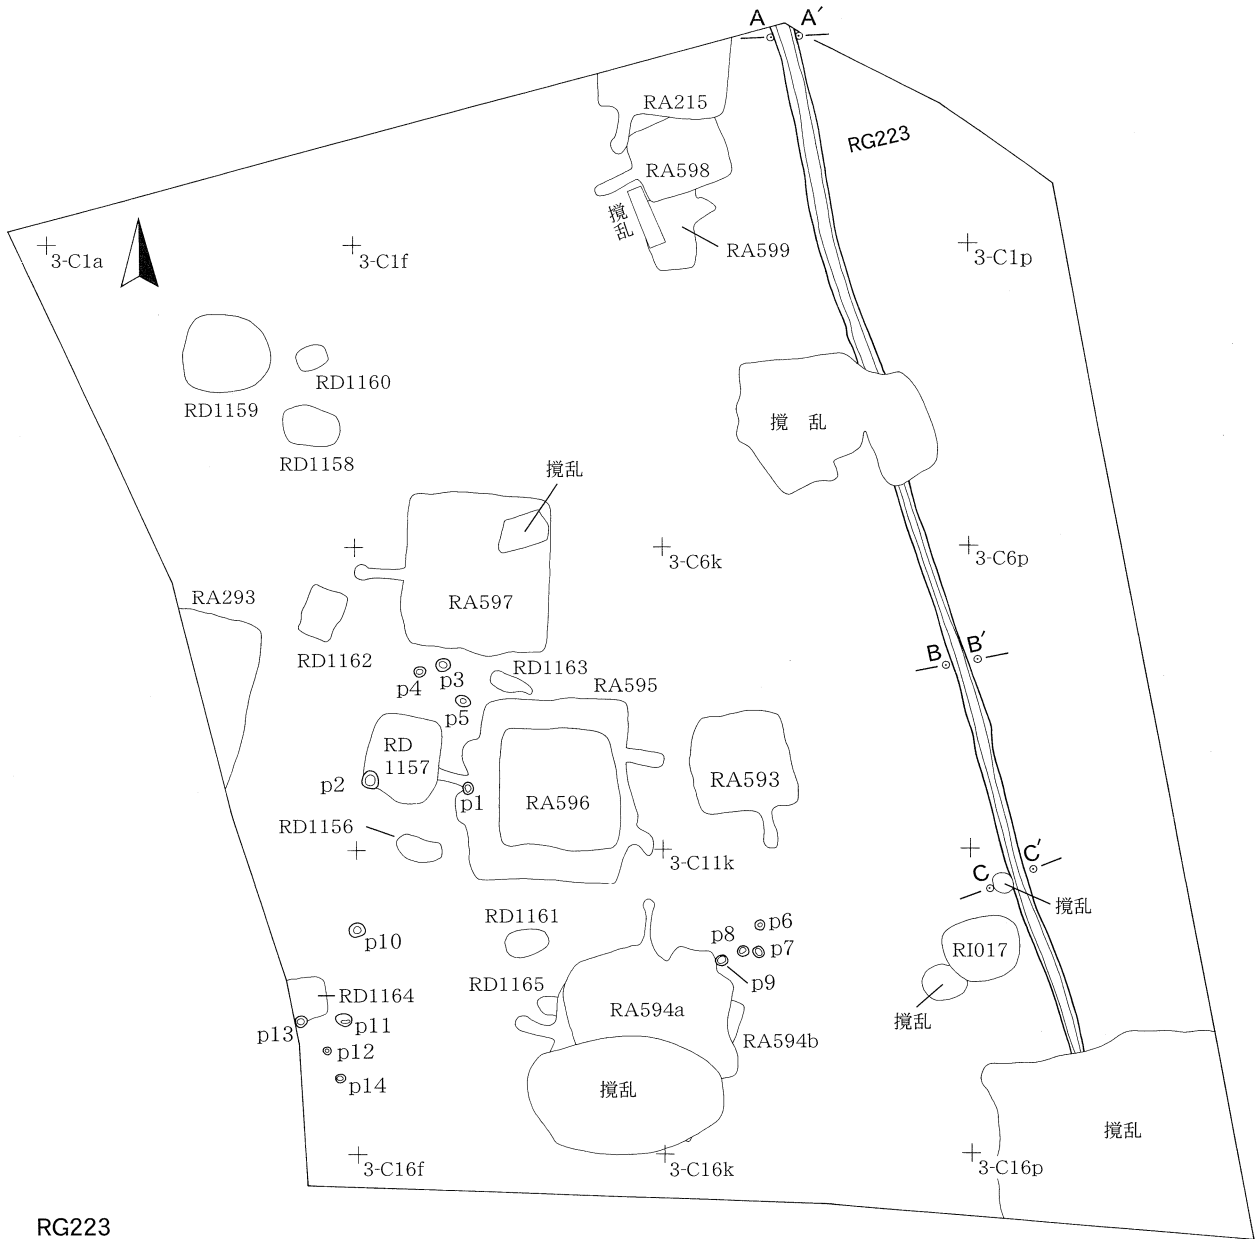 A A′
RA215
RG223
RA598
撹乱
RA599
3-C1a
3-C1f
3-C1p
RD1160
RD1159
撹 乱
RD1158
撹乱
3-C6k
3-C6p
RA293
RA597
RD1162
B B′
RD1163
p4
p3
RA595
p5
RD
1157
p2
p1
RA596
RA593
RD1156
3-C11k
C C′
撹乱
RD1161
p6
p8
p7
p10
RI017
RD1165
p9
RD1164
RA594a
撹乱
p13
p11
RA594b
p12
p14
撹乱
撹乱
3-C16f
3-C16k
3-C16p
RG223